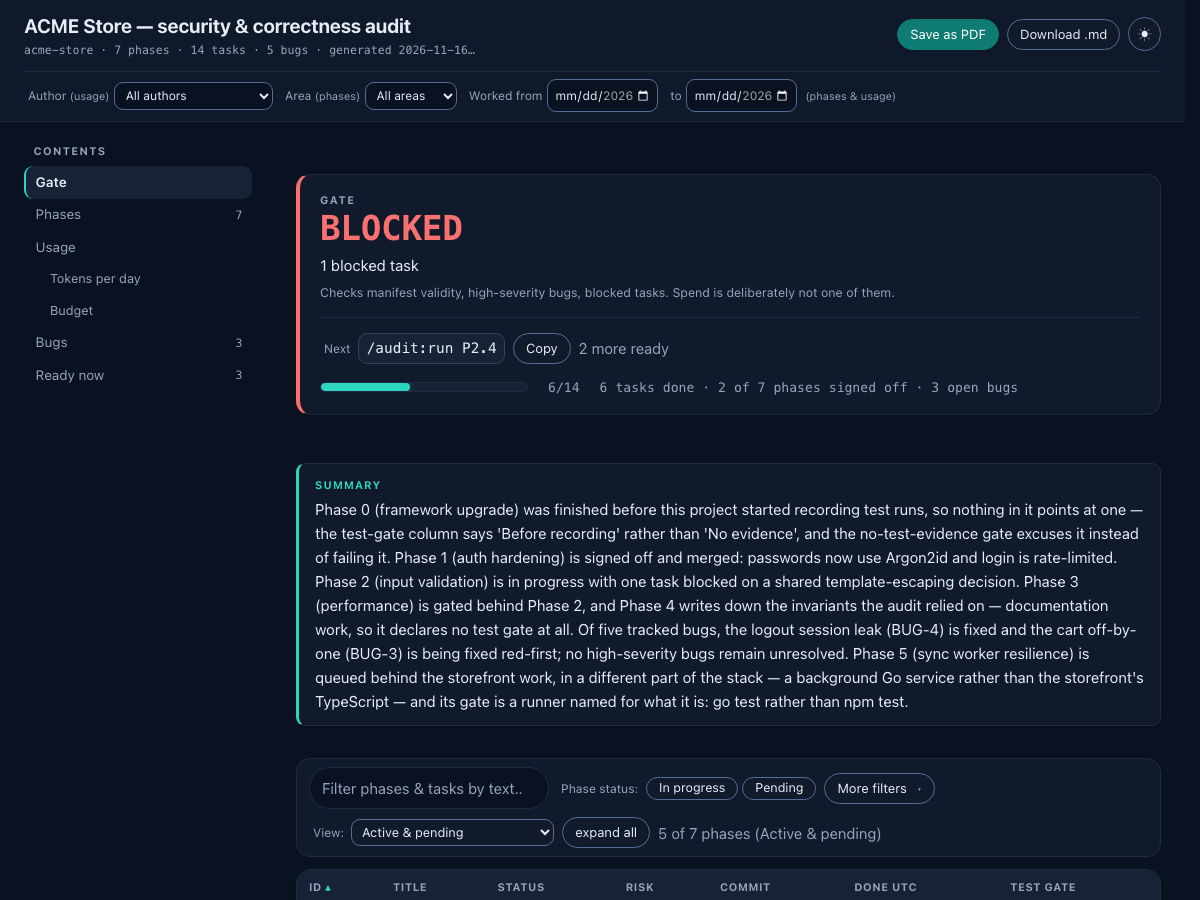 ACME Store — security & correctness audit
acme-store · 7 phases · 14 tasks · 5 bugs · generated 2026-11-16…
Save as PDF
Download .md
Author (usage)
All authors
Area (phases)
All areas
Worked from
mm/dd/2026
to
mm/dd/2026
(phases & usage)
CONTENTS
Gate
Phases 7
Usage
Tokens per day
Budget
Bugs 3
Ready now 3
GATE
BLOCKED
1 blocked task
Checks manifest validity, high-severity bugs, blocked tasks. Spend is deliberately not one of them.
Next /audit:run P2.4 Copy 2 more ready
6/14 6 tasks done · 2 of 7 phases signed off · 3 open bugs
SUMMARY
Phase 0 (framework upgrade) was finished before this project started recording test runs, so nothing in it points at one —
the test-gate column says 'Before recording' rather than 'No evidence', and the no-test-evidence gate excuses it instead
of failing it. Phase 1 (auth hardening) is signed off and merged: passwords now use Argon2id and login is rate-limited.
Phase 2 (input validation) is in progress with one task blocked on a shared template-escaping decision. Phase 3
(performance) is gated behind Phase 2, and Phase 4 writes down the invariants the audit relied on — documentation
work, so it declares no test gate at all. Of five tracked bugs, the logout session leak (BUG-4) is fixed and the cart off-by-
one (BUG-3) is being fixed red-first; no high-severity bugs remain unresolved. Phase 5 (sync worker resilience) is
queued behind the storefront work, in a different part of the stack — a background Go service rather than the storefront's
TypeScript — and its gate is a runner named for what it is: go test rather than npm test.
Filter phases & tasks by text..
Phase status: In progress Pending More filters ·
View: Active & pending expand all 5 of 7 phases (Active & pending)
ID ▲ TITLE STATUS RISK COMMIT DONE UTC TEST GATE